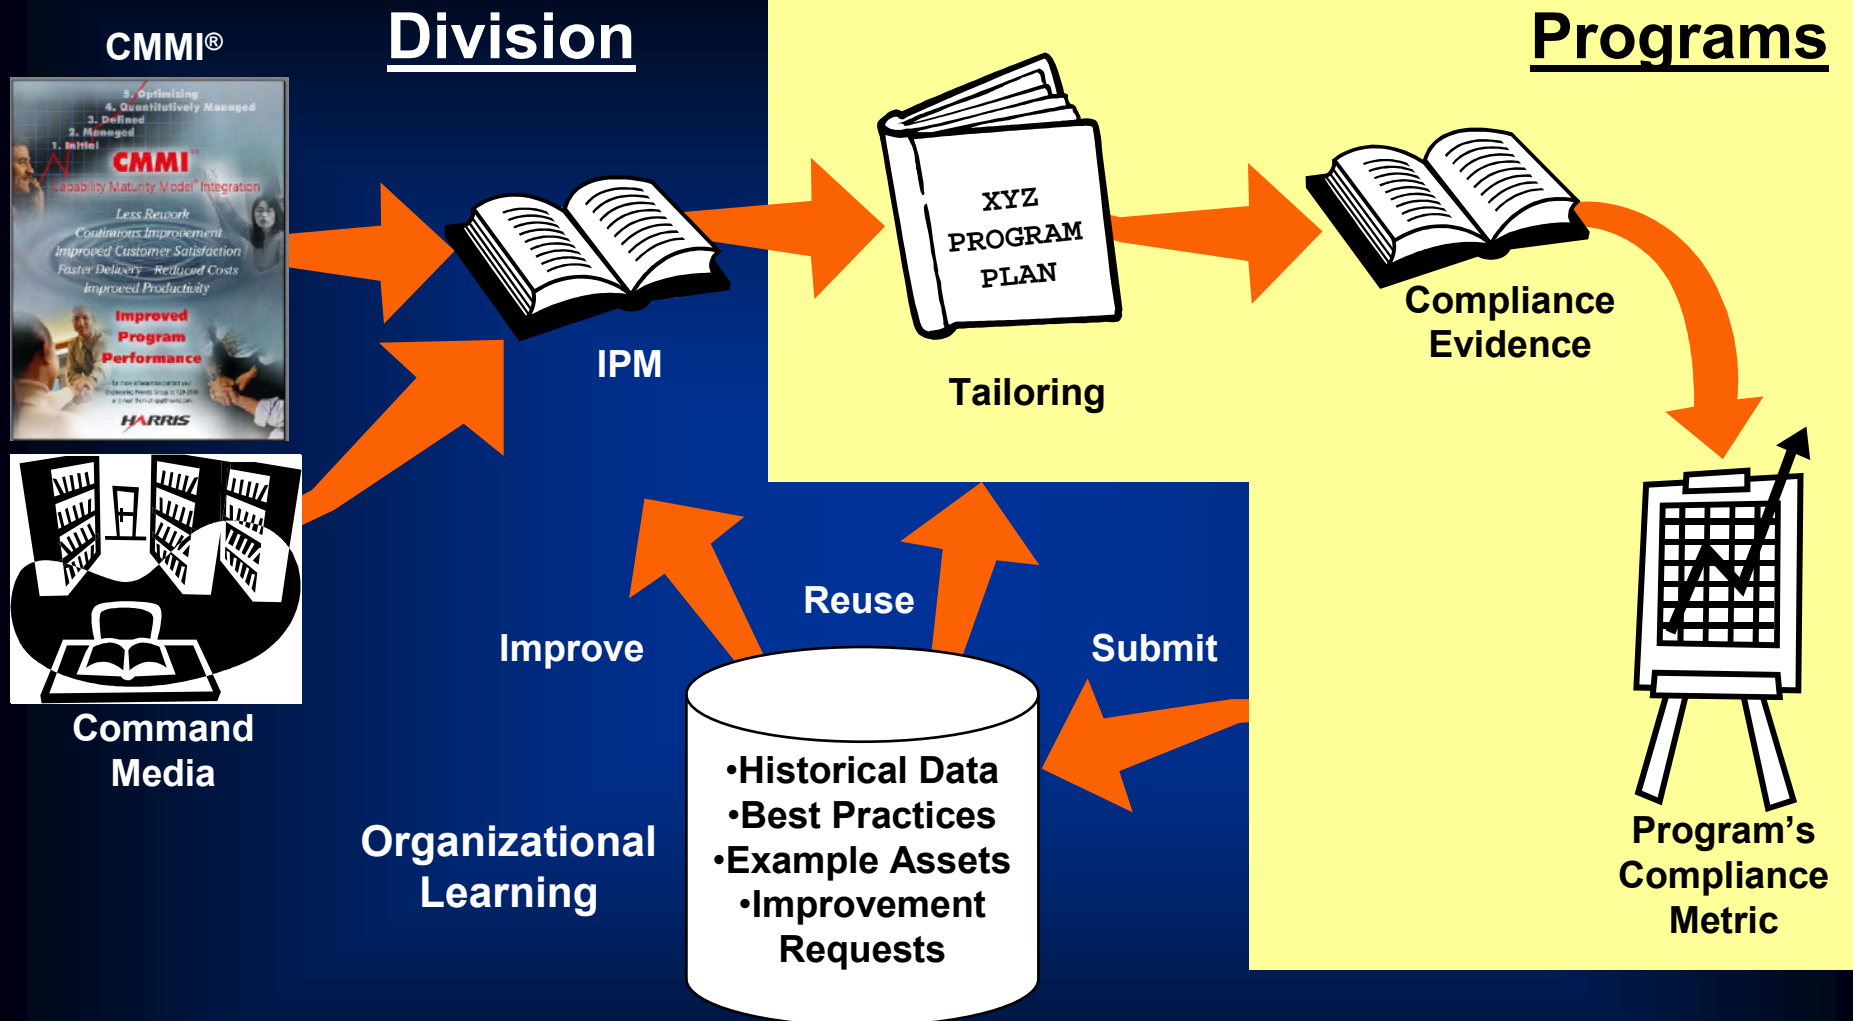 CMMI®
Division
Programs
5. Optimizing
4. Quantitatively Managed
3. Defined
2. Managed
1. Initial
CMMI
Capability Maturity Model Integration
Less Rework
Continuous Improvement
Improved Customer Satisfaction
Faster Delivery Reduced Costs
Improved Productivity
Improved
Program
Performance
HARRIS
IPM
XYZ
PROGRAM
PLAN
Tailoring
Compliance
Evidence
Command
Media
Improve
Reuse
Submit
Organizational
Learning
•Historical Data
•Best Practices
•Example Assets
•Improvement
Requests
Program’s
Compliance
Metric